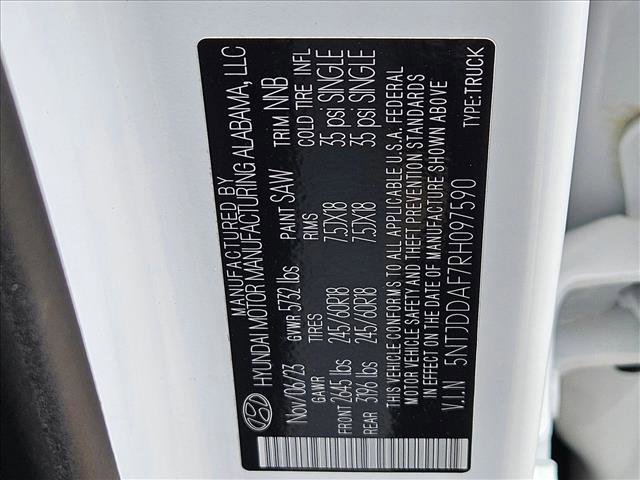 MANUFACTURED BY
HYUNDAI MOTOR MANUFACTURING ALABAMA, LLC
Nov/06/23 GVWR 5732 lbs PAINT SAW TRIM NNB
GAWR TIRES RIMS COLD TIRE INFL
FRONT 2645 lbs 245/60R18 7.5JX18 35 psi SINGLE
REAR 3196 lbs 245/60R18 7.5JX18 35 psi SINGLE
THIS VEHICLE CONFORMS TO ALL APPLICABLE U.S.A. FEDERAL
MOTOR VEHICLE SAFETY AND THEFT PREVENTION STANDARDS
IN EFFECT ON THE DATE OF MANUFACTURE SHOWN ABOVE
V.I.N 5NTJDDAF7RH097590 TYPE:TRUCK